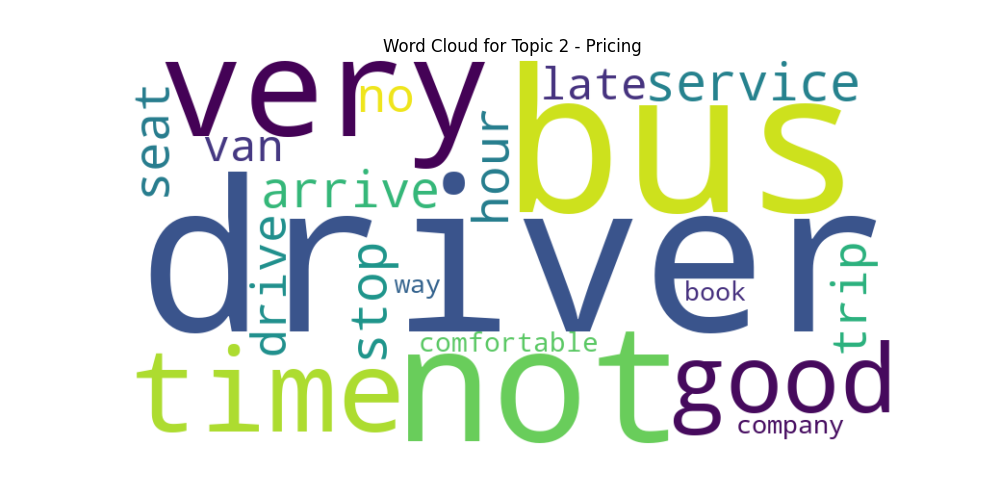 Word Cloud for Topic 2 - Pricing
very
no
bus
late
service
seat
van
hour
arrive
driver
drive
stop
way
book
trip
comfortable
time
not
good
company